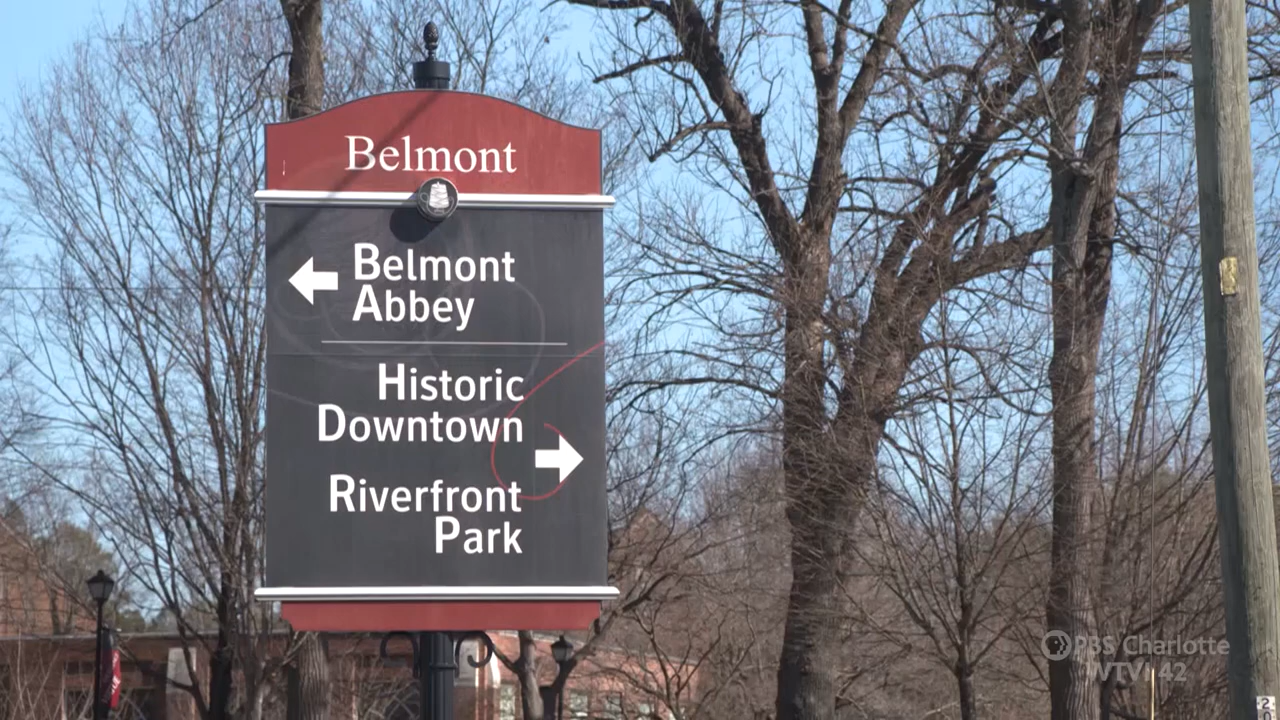 Belmont
Belmont
Abbey
Historic
Downtown
Riverfront
Park
PBS Charlotte
WTVI 42